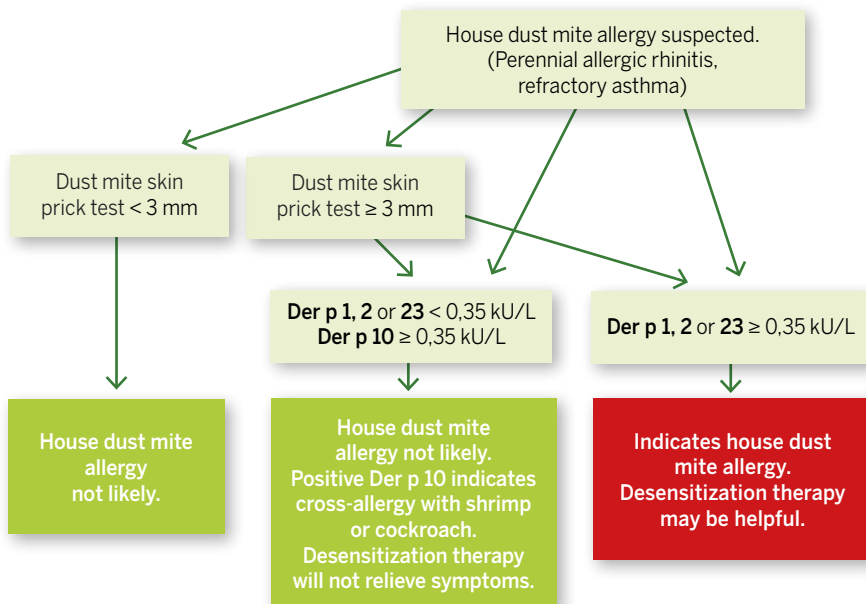 House dust mite allergy suspected.
(Perennial allergic rhinitis,
refractory asthma)
Dust mite skin
prick test < 3 mm
Dust mite skin
prick test ≥ 3 mm
Der p 1, 2 or 23 < 0,35 kU/L
Der p 10 ≥ 0,35 kU/L
Der p 1, 2 or 23 ≥ 0,35 kU/L
House dust mite
allergy
not likely.
House dust mite
allergy not likely.
Positive Der p 10 indicates
cross-allergy with shrimp
or cockroach.
Desensitization therapy
will not relieve symptoms.
Indicates house dust
mite allergy.
Desensitization therapy
may be helpful.